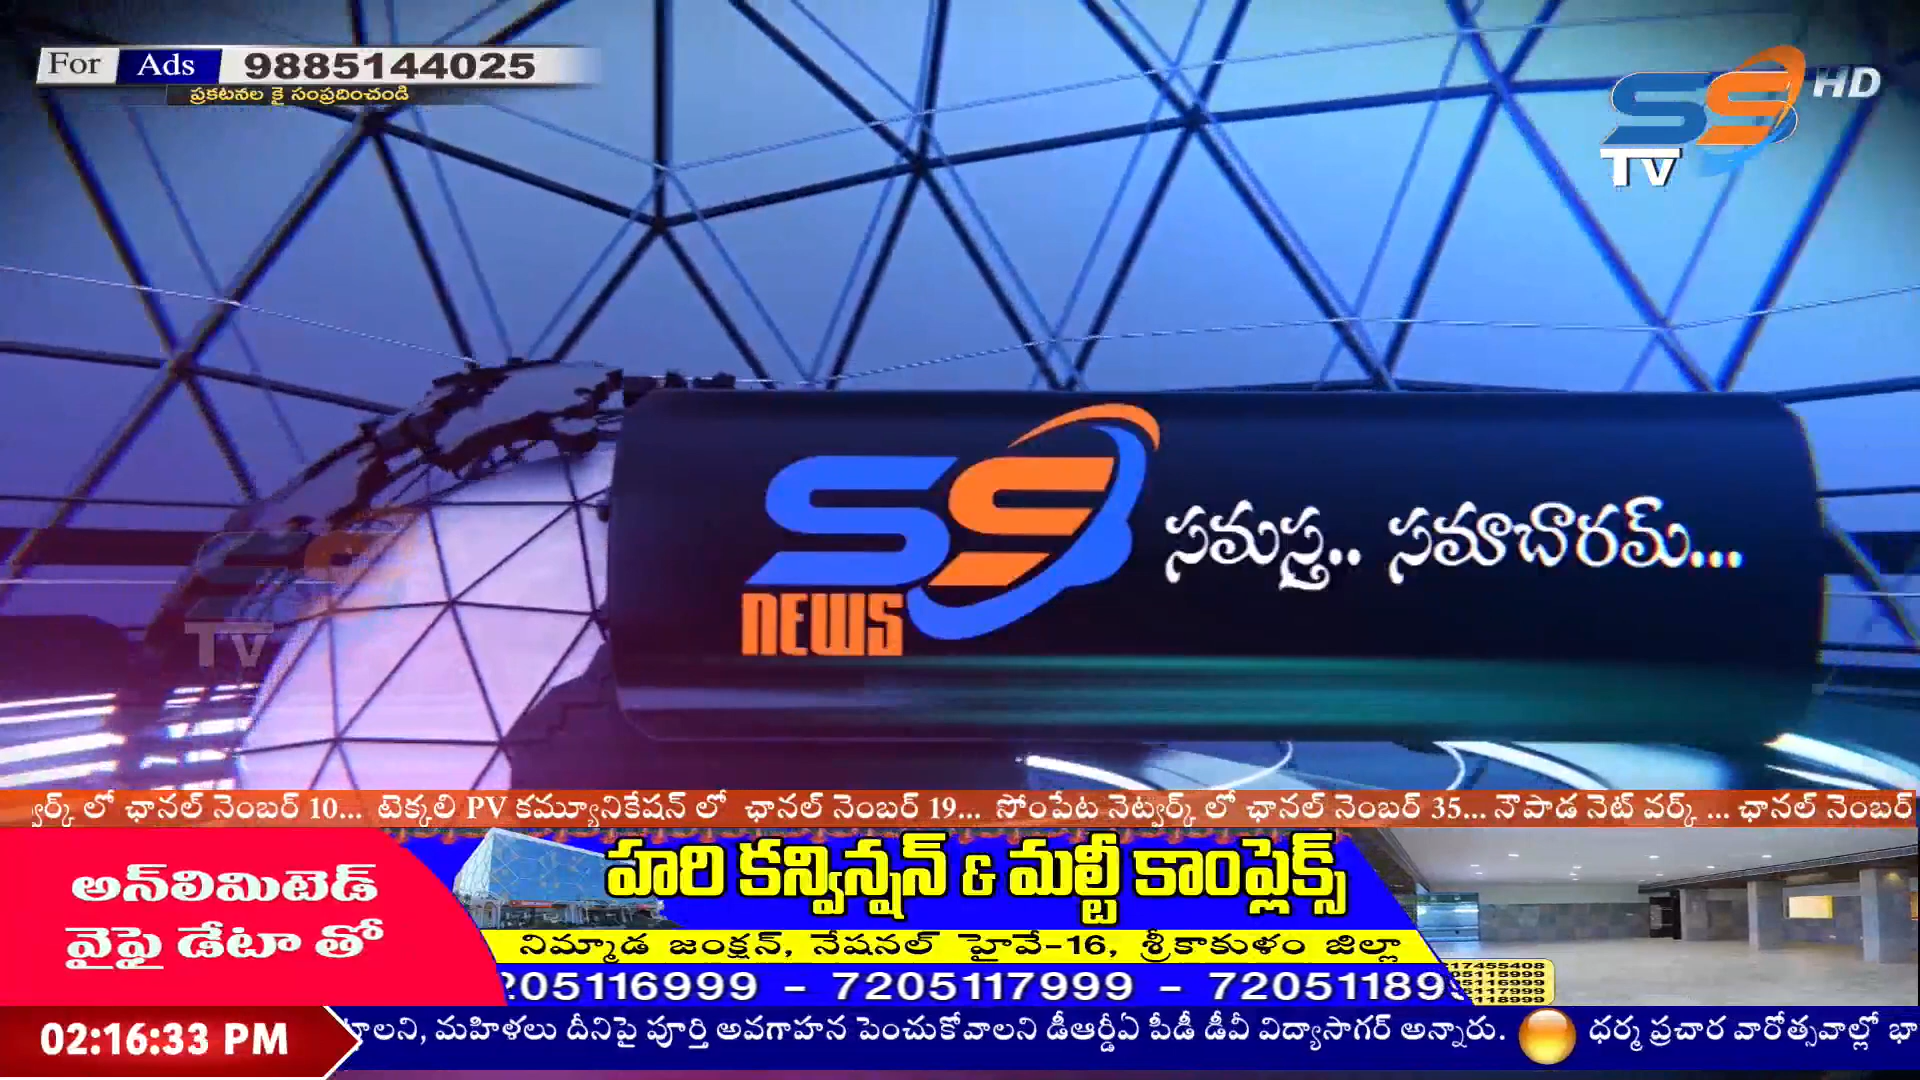 For Ads 9885144025
ప్రకటనల కై సంప్రదించండి
SS TV HD
SS NEWS
సమస్త.. సమాచారమ్...
TV
లో ఛానల్ నెంబర్ 10... టెక్కలి PV కమ్యూనికేషన్ లో ఛానల్ నెంబర్ 19... సోంపేట నెట్వర్క్ లో ఛానల్ నెంబర్ 35... నౌపాడ నెట్ వర్క్ ... ఛానల్ నెంబర్
అన్‌లిమిటెడ్
వైఫై డేటా తో
హరి కన్వెన్షన్ & మల్టీ కాంప్లెక్స్
నిమ్మాడ జంక్షన్, నేషనల్ హైవే-16, శ్రీకాకుళం జిల్లా
205116999 - 7205117999 - 72051189
02:16:33 PM
మహిళలు దీనిపై పూర్తి అవగాహన పెంచుకోవాలని డీఆర్డీఏ పీడీ డీవీ విద్యాసాగర్ అన్నారు. ధర్మ ప్రచార వారోత్సవాల్లో భా